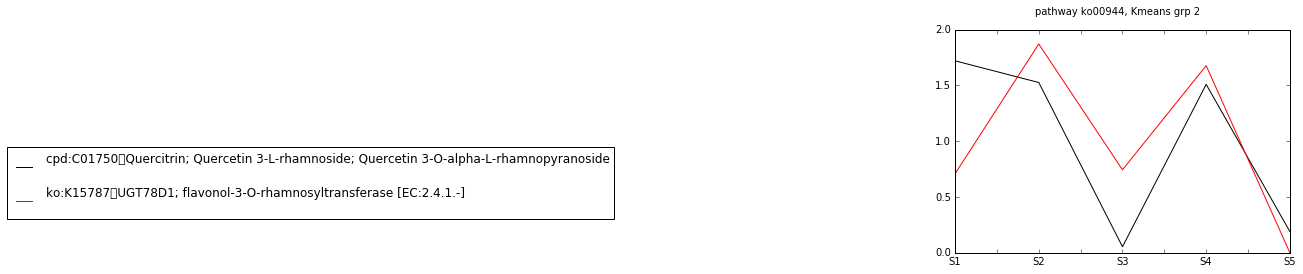 pathway ko00944, Kmeans grp 2
2.0
1.5
1.0
0.5
0.0
S1 S2 S3 S4 S5
cpd:C01750▯Quercitrin; Quercetin 3-L-rhamnoside; Quercetin 3-O-alpha-L-rhamnopyranoside
ko:K15787▯UGT78D1; flavonol-3-O-rhamnosyltransferase [EC:2.4.1.-]